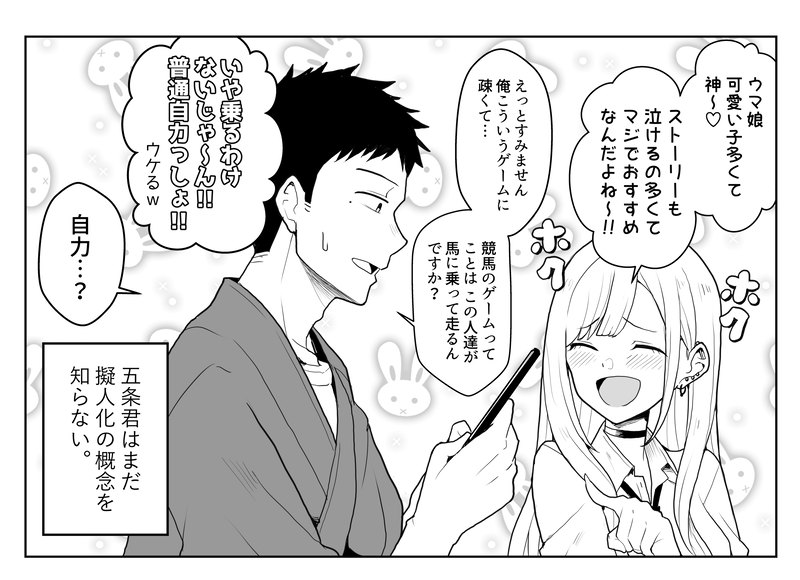 ウマ娘
可愛い子多くて
神～♡
ストーリーも
泣けるの多くて
マジでおすすめ
なんだよね～!!
ホク
ホク
えっとすみません
俺こういうゲームに
疎くて…
競馬のゲームって
ことは この人達が
馬に乗って走るん
ですか？
いや乗るわけ
ないじゃ～ん!!
普通自力っしょ!!
ウケるw
自力…？
五条君はまだ
擬人化の概念を
知らない。